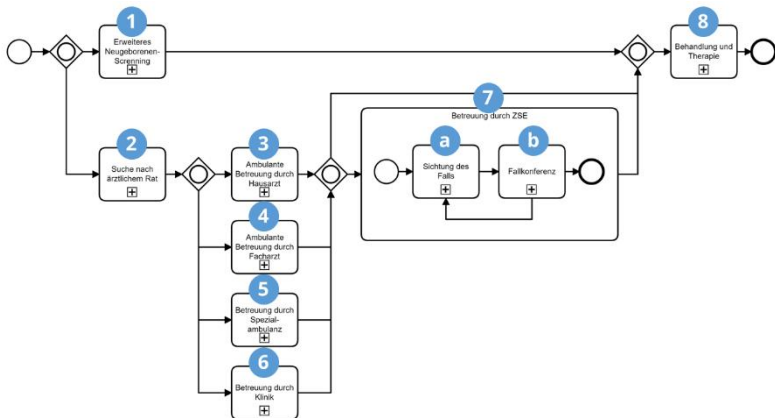 1
Erweiteres
Neugeborenen-
Screnning
8
Behandlung und
Therapie
7
Betreuung durch ZSE
2
Suche nach
ärztlichem Rat
3
Ambulante
Betreuung durch
Hausarzt
a
Sichtung des
Falls
b
Fallkonferenz
4
Ambulante
Betreuung durch
Facharzt
5
Betreuung durch
Spezial-
ambulanz
6
Betreuung durch
Klinik